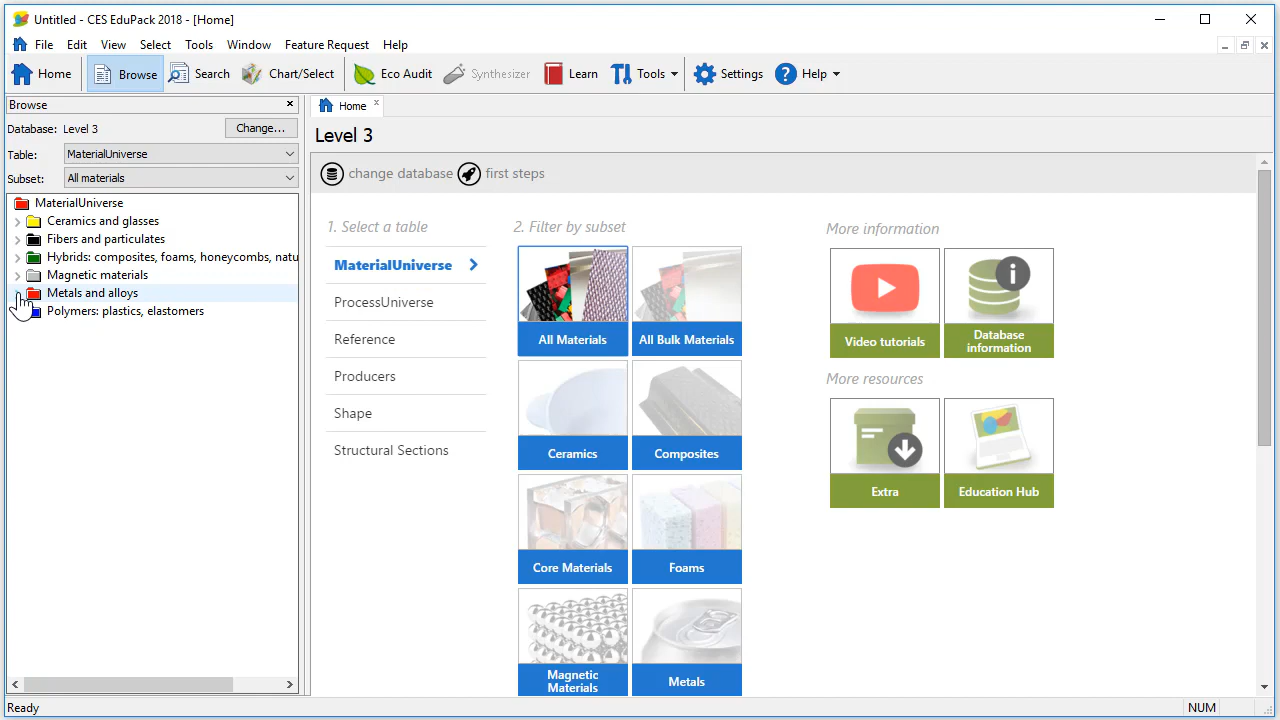 Untitled - CES EduPack 2018 - [Home]
File Edit View Select Tools Window Feature Request Help
Home Browse Search Chart/Select Eco Audit Synthesizer Learn Tools Settings Help
Browse
Database: Level 3 Change...
Table: MaterialUniverse
Subset: All materials
MaterialUniverse
Ceramics and glasses
Fibers and particulates
Hybrids: composites, foams, honeycombs, natu
Magnetic materials
Metals and alloys
Polymers: plastics, elastomers
Home
Level 3
change database first steps
1. Select a table
MaterialUniverse
ProcessUniverse
Reference
Producers
Shape
Structural Sections
2. Filter by subset
All Materials
All Bulk Materials
Ceramics
Composites
Core Materials
Foams
Magnetic
Materials
Metals
More information
Video tutorials
Database
information
More resources
Extra
Education Hub
Ready
NUM